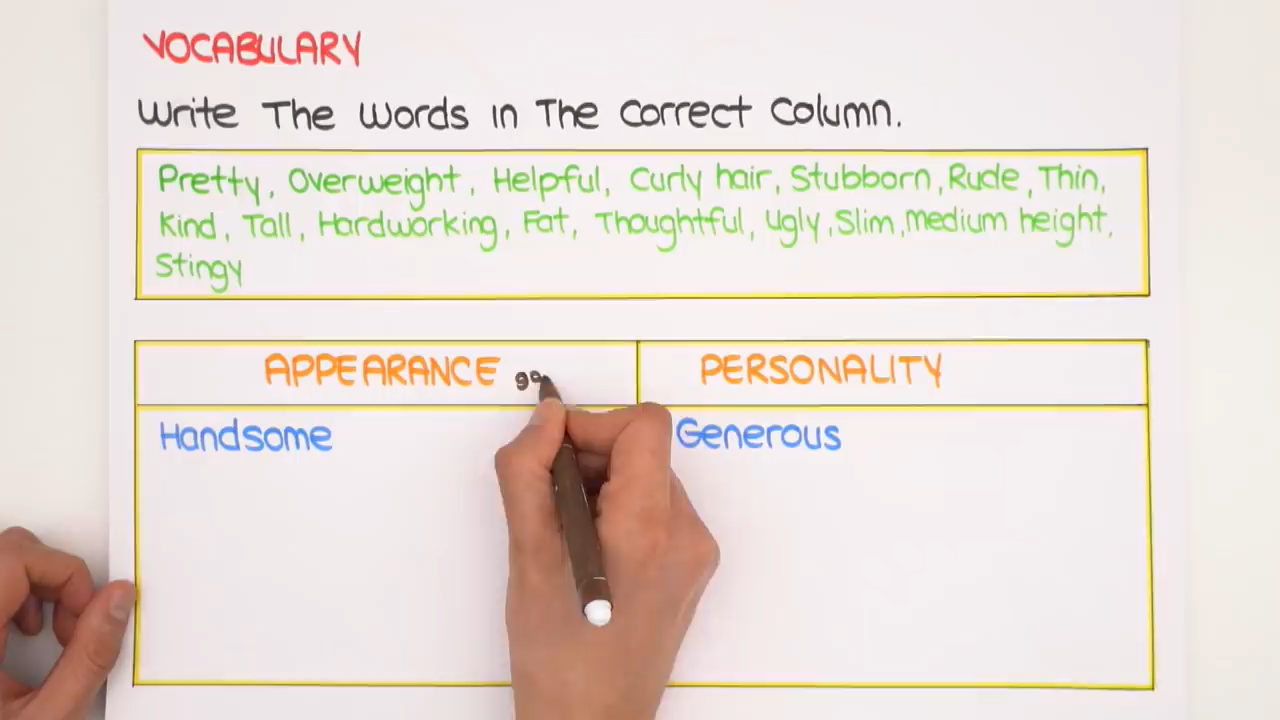 VOCABULARY
Write The Words In The Correct Column.
Pretty, Overweight, Helpful, Curly hair, Stubborn, Rude, Thin,
Kind, Tall, Hardworking, Fat, Thoughtful, Ugly, Slim, Medium height,
Stingy
APPEARANCE PERSONALITY
Handsome Generous